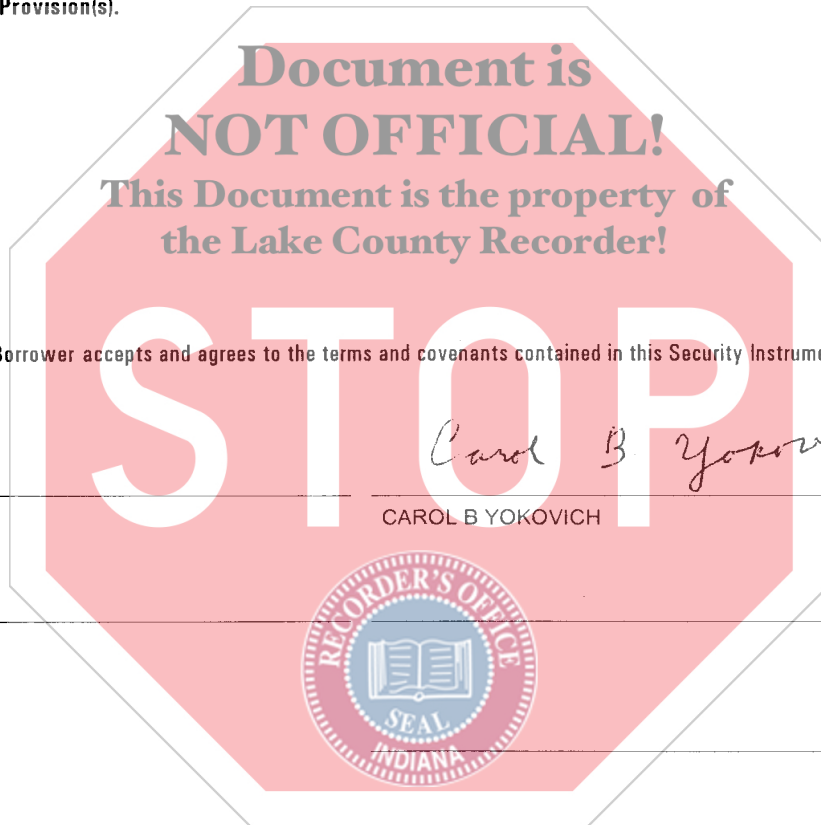 Provision(s).
Document is
NOT OFFICIAL!
This Document is the property of
the Lake County Recorder!
STOP
Borrower accepts and agrees to the terms and covenants contained in this Security Instrume
Carol B Yokov
CAROL B YOKOVICH
RECORDER'S OFFICE
SEAL
INDIANA